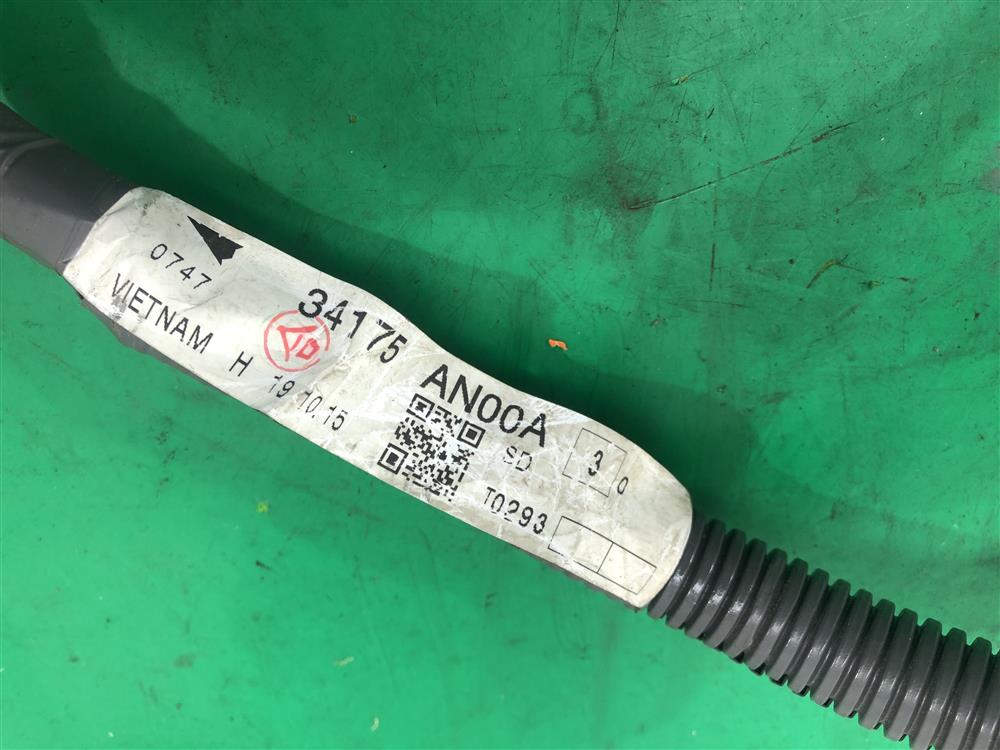 0747
34175 AN00A 3 0
VIETNAM H 19.10.15 SD
T0293